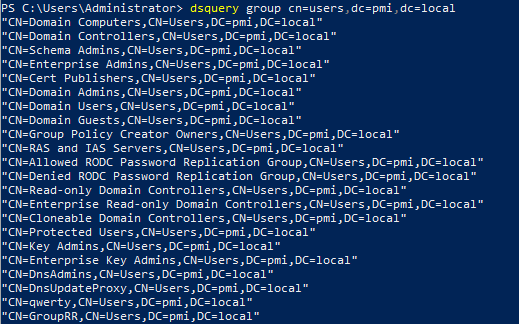 PS C:\Users\Administrator> dsquery group cn=users,dc=pmi,dc=local
"CN=Domain Computers,CN=Users,DC=pmi,DC=local"
"CN=Domain Controllers,CN=Users,DC=pmi,DC=local"
"CN=Schema Admins,CN=Users,DC=pmi,DC=local"
"CN=Enterprise Admins,CN=Users,DC=pmi,DC=local"
"CN=Cert Publishers,CN=Users,DC=pmi,DC=local"
"CN=Domain Admins,CN=Users,DC=pmi,DC=local"
"CN=Domain Users,CN=Users,DC=pmi,DC=local"
"CN=Domain Guests,CN=Users,DC=pmi,DC=local"
"CN=Group Policy Creator Owners,CN=Users,DC=pmi,DC=local"
"CN=RAS and IAS Servers,CN=Users,DC=pmi,DC=local"
"CN=Allowed RODC Password Replication Group,CN=Users,DC=pmi,DC=local"
"CN=Denied RODC Password Replication Group,CN=Users,DC=pmi,DC=local"
"CN=Read-only Domain Controllers,CN=Users,DC=pmi,DC=local"
"CN=Enterprise Read-only Domain Controllers,CN=Users,DC=pmi,DC=local"
"CN=Cloneable Domain Controllers,CN=Users,DC=pmi,DC=local"
"CN=Protected Users,CN=Users,DC=pmi,DC=local"
"CN=Key Admins,CN=Users,DC=pmi,DC=local"
"CN=Enterprise Key Admins,CN=Users,DC=pmi,DC=local"
"CN=DnsAdmins,CN=Users,DC=pmi,DC=local"
"CN=DnsUpdateProxy,CN=Users,DC=pmi,DC=local"
"CN=qwerty,CN=Users,DC=pmi,DC=local"
"CN=GroupRR,CN=Users,DC=pmi,DC=local"